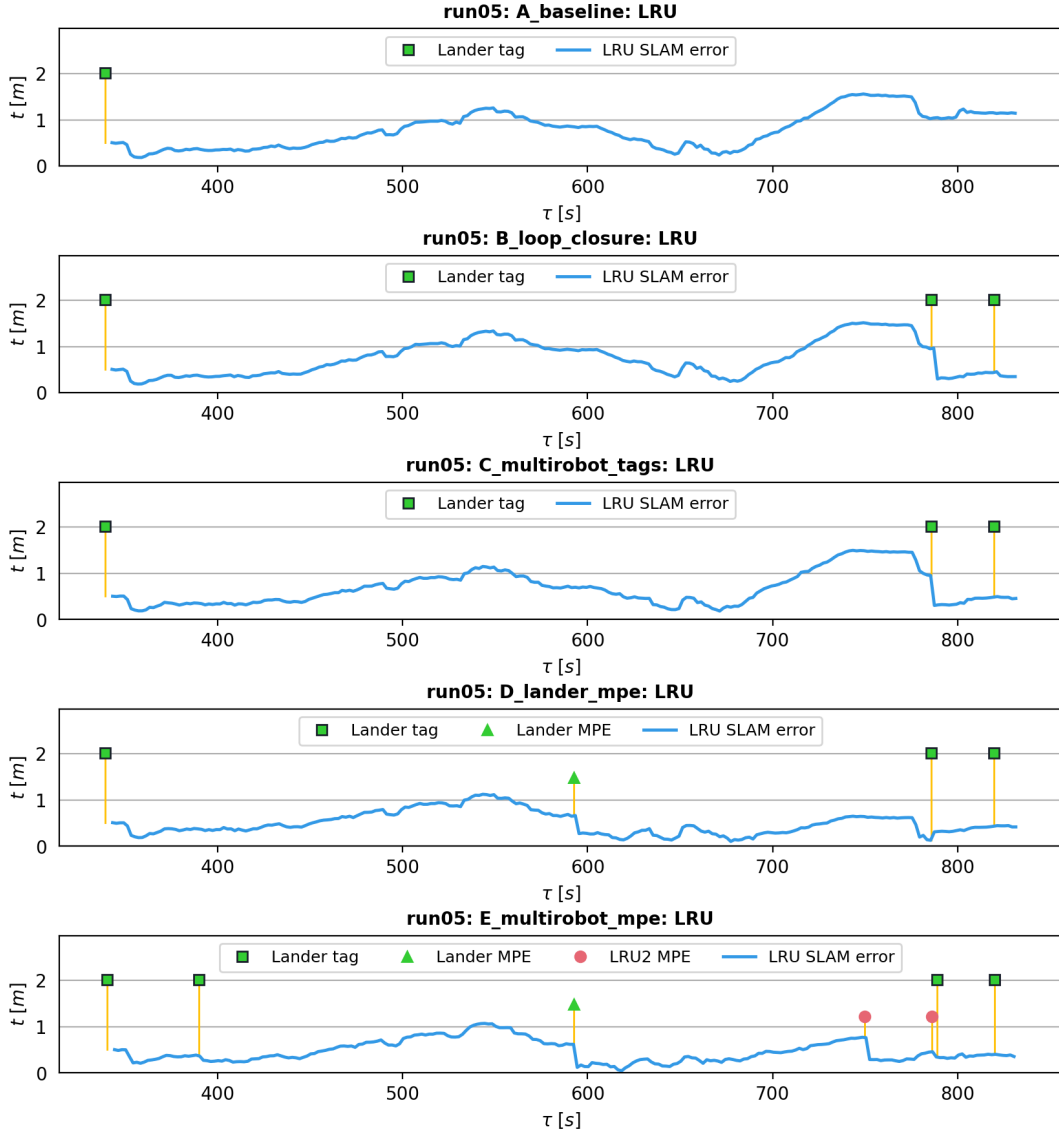 run05: A_baseline: LRU
Lander tag LRU SLAM error
t [m]
2
1
0
400 500 600 700 800
τ [s]
run05: B_loop_closure: LRU
Lander tag LRU SLAM error
t [m]
2
1
0
400 500 600 700 800
τ [s]
run05: C_multirobot_tags: LRU
Lander tag LRU SLAM error
t [m]
2
1
0
400 500 600 700 800
τ [s]
run05: D_lander_mpe: LRU
Lander tag Lander MPE LRU SLAM error
t [m]
2
1
0
400 500 600 700 800
τ [s]
run05: E_multirobot_mpe: LRU
Lander tag Lander MPE LRU2 MPE LRU SLAM error
t [m]
2
1
0
400 500 600 700 800
τ [s]